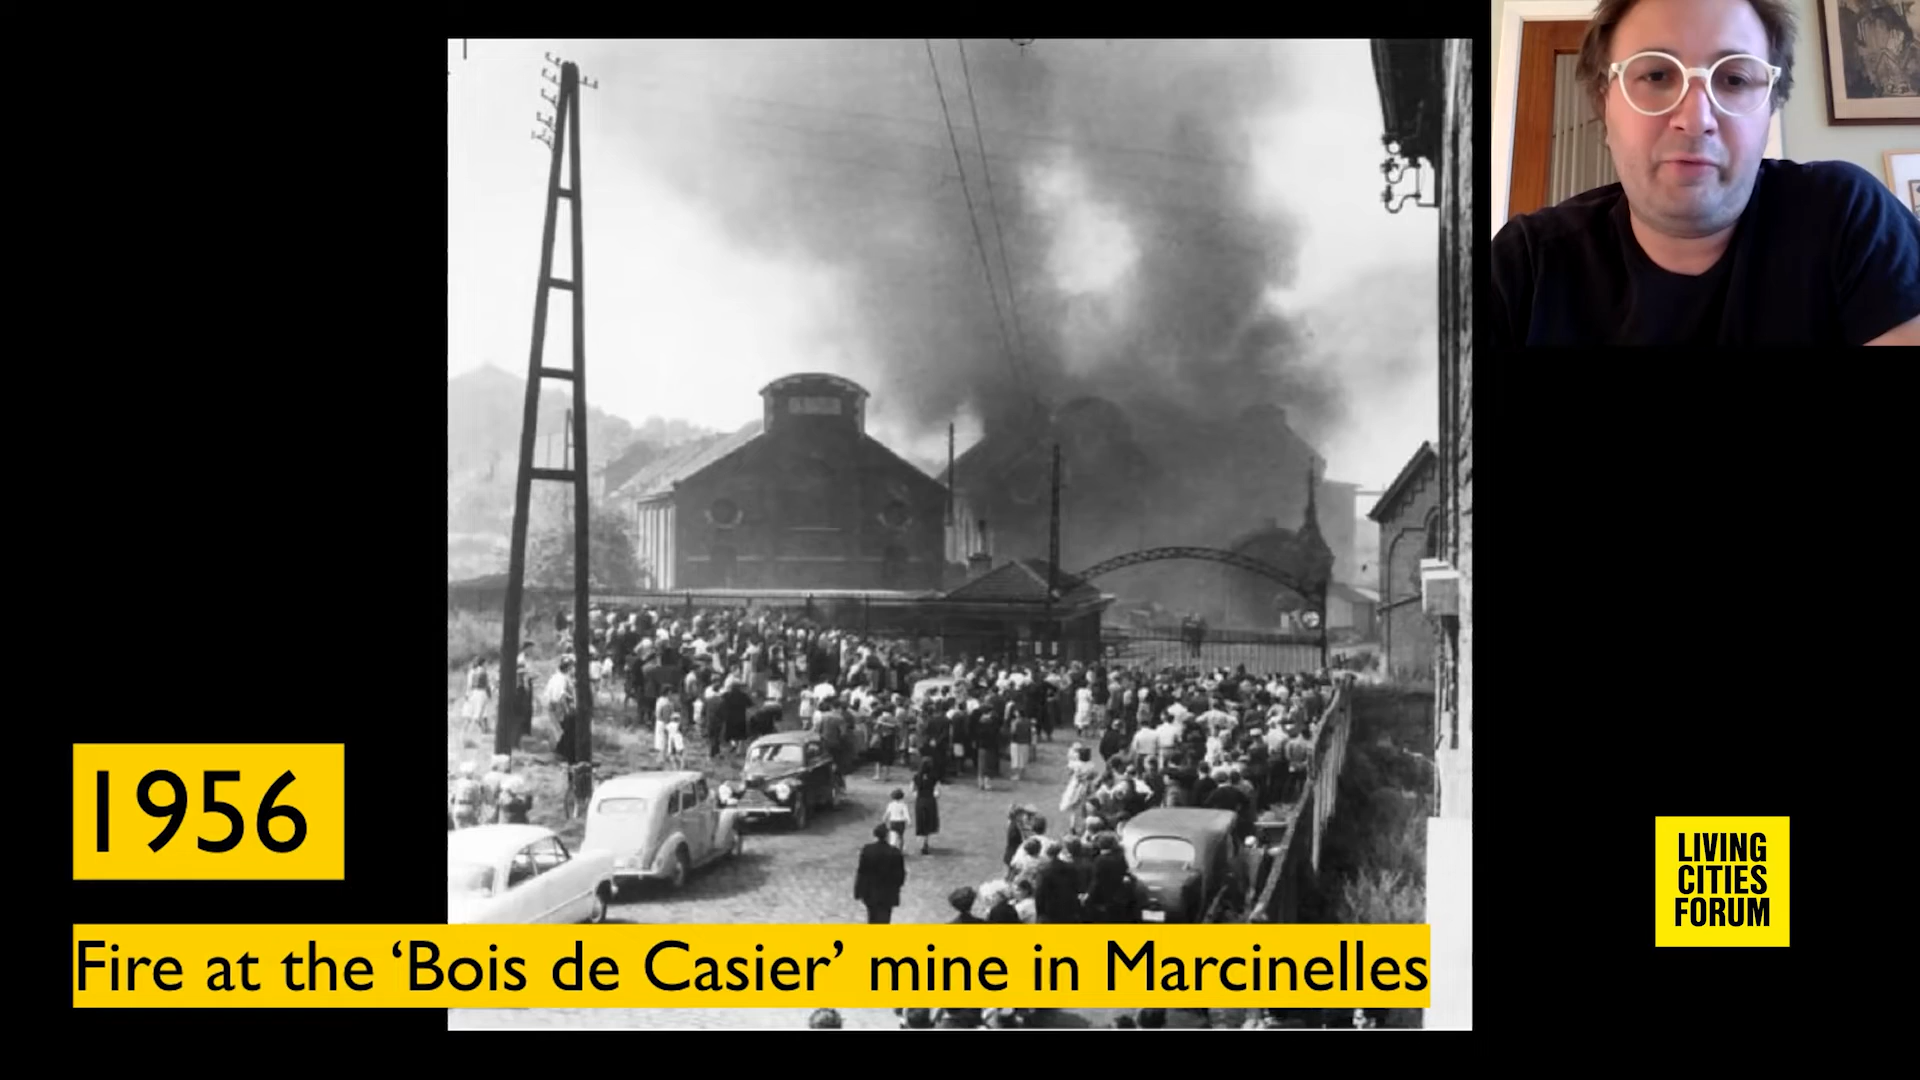 1956
Fire at the ‘Bois de Casier’ mine in Marcinelles
LIVING
CITIES
FORUM